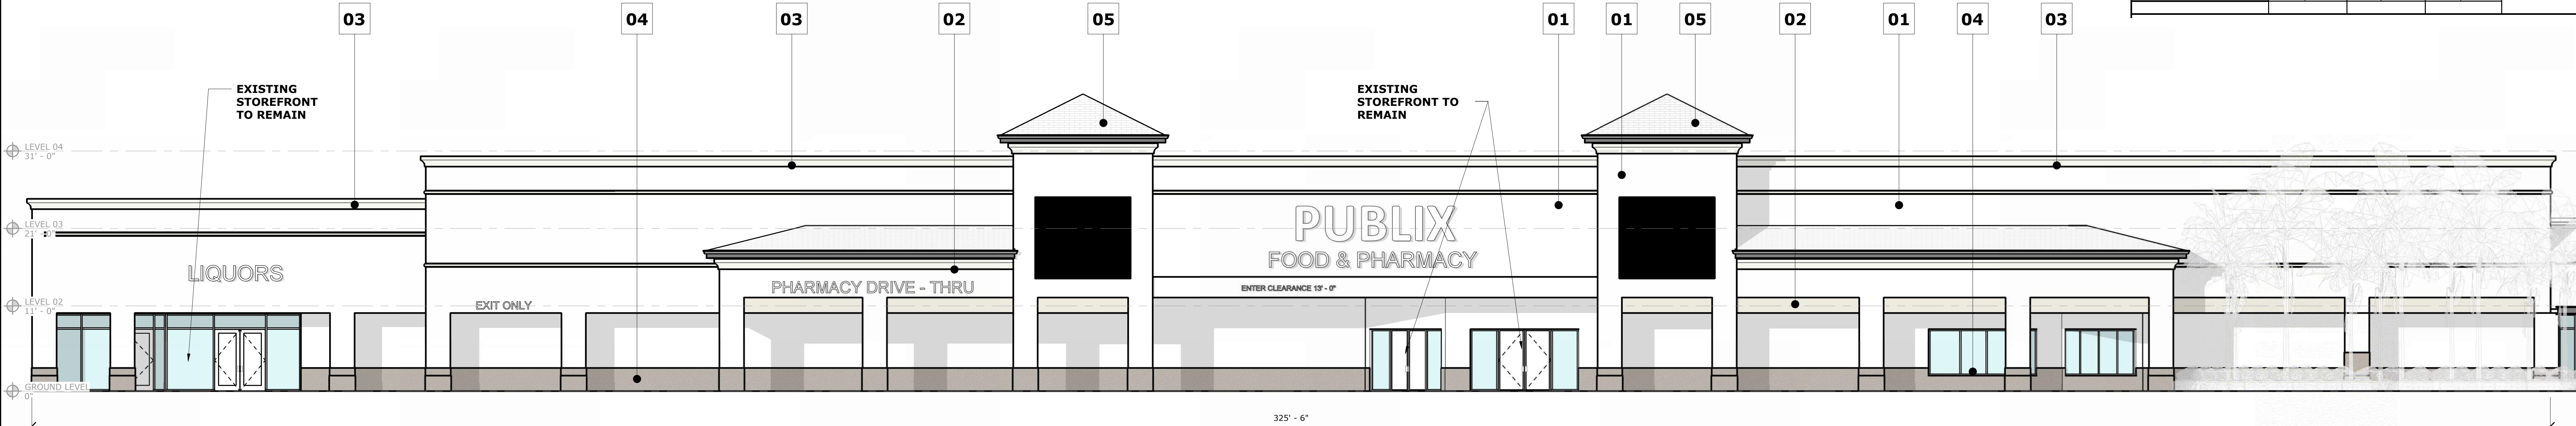 03 04 03 02 05 01 01 05 02 01 04 03
EXISTING
STOREFRONT
TO REMAIN
EXISTING
STOREFRONT TO
REMAIN
LEVEL 04
31' - 0"
LEVEL 03
21' - 0"
LEVEL 02
11' - 0"
GROUND LEVEL
0"
LIQUORS
EXIT ONLY
PHARMACY DRIVE - THRU
PUBLIX
FOOD & PHARMACY
ENTER CLEARANCE 13' - 0"
325' - 6"